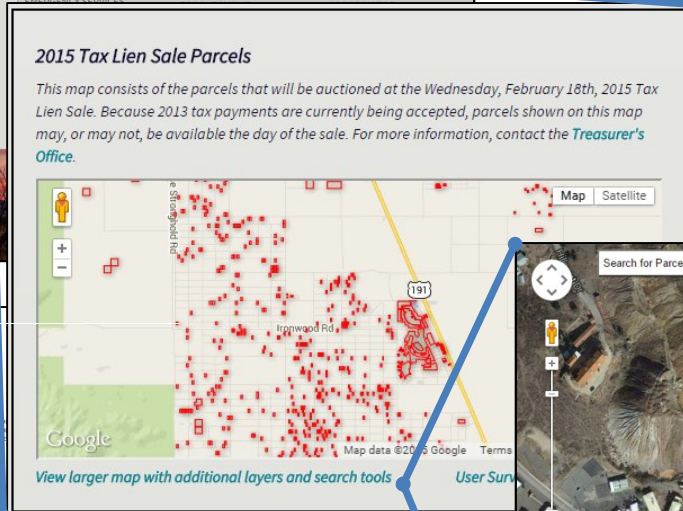 2015 Tax Lien Sale Parcels
This map consists of the parcels that will be auctioned at the Wednesday, February 18th, 2015 Tax
Lien Sale. Because 2013 tax payments are currently being accepted, parcels shown on this map
may, or may not, be available the day of the sale. For more information, contact the Treasurer's
Office.
Map Satellite
e Stronghold Rd
191
Search for Parce
Ironwood Rd
Google
Map data ©2015 Google Terms
View larger map with additional layers and search tools
User Surv